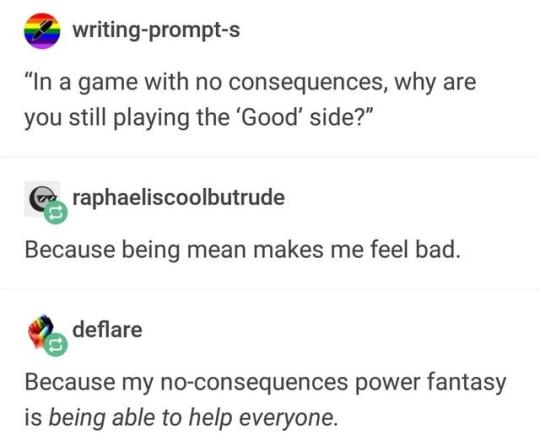 writing-prompt-s
“In a game with no consequences, why are
you still playing the ‘Good’ side?”
raphaeliscoolbutrude
Because being mean makes me feel bad.
deflare
Because my no-consequences power fantasy
is being able to help everyone.